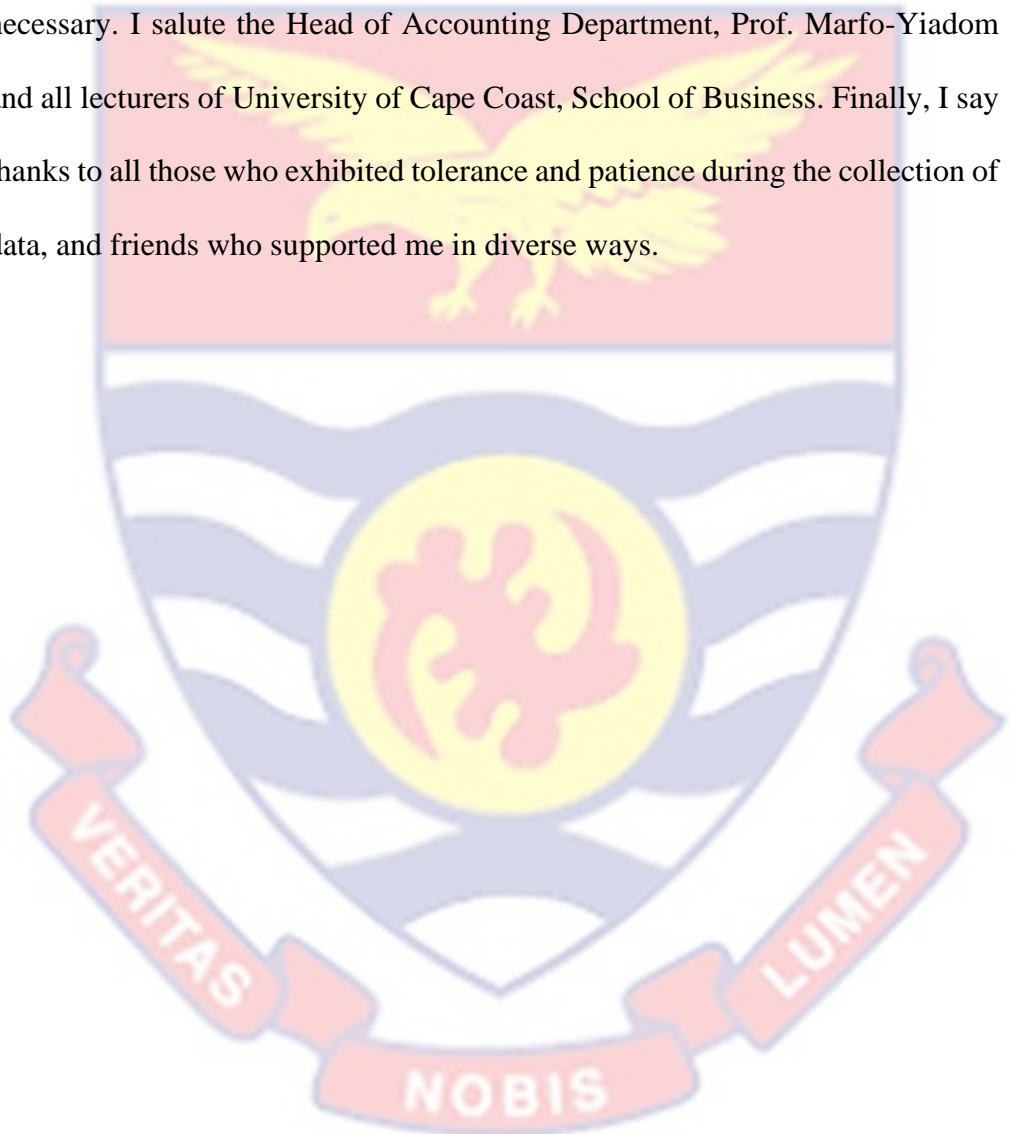 necessary. I salute the Head of Accounting Department, Prof. Marfo-Yiadom
and all lecturers of University of Cape Coast, School of Business. Finally, I say
thanks to all those who exhibited tolerance and patience during the collection of
data, and friends who supported me in diverse ways.
VERITAS
NOBIS
LUMEN